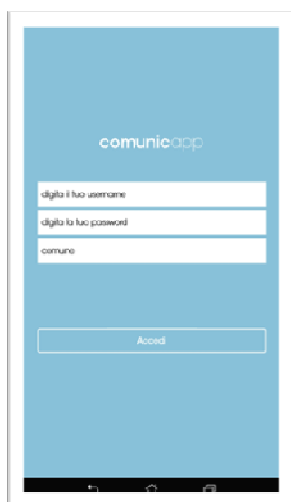 comunicapp
digita il tuo username
digita la tua password
comune
Accedi